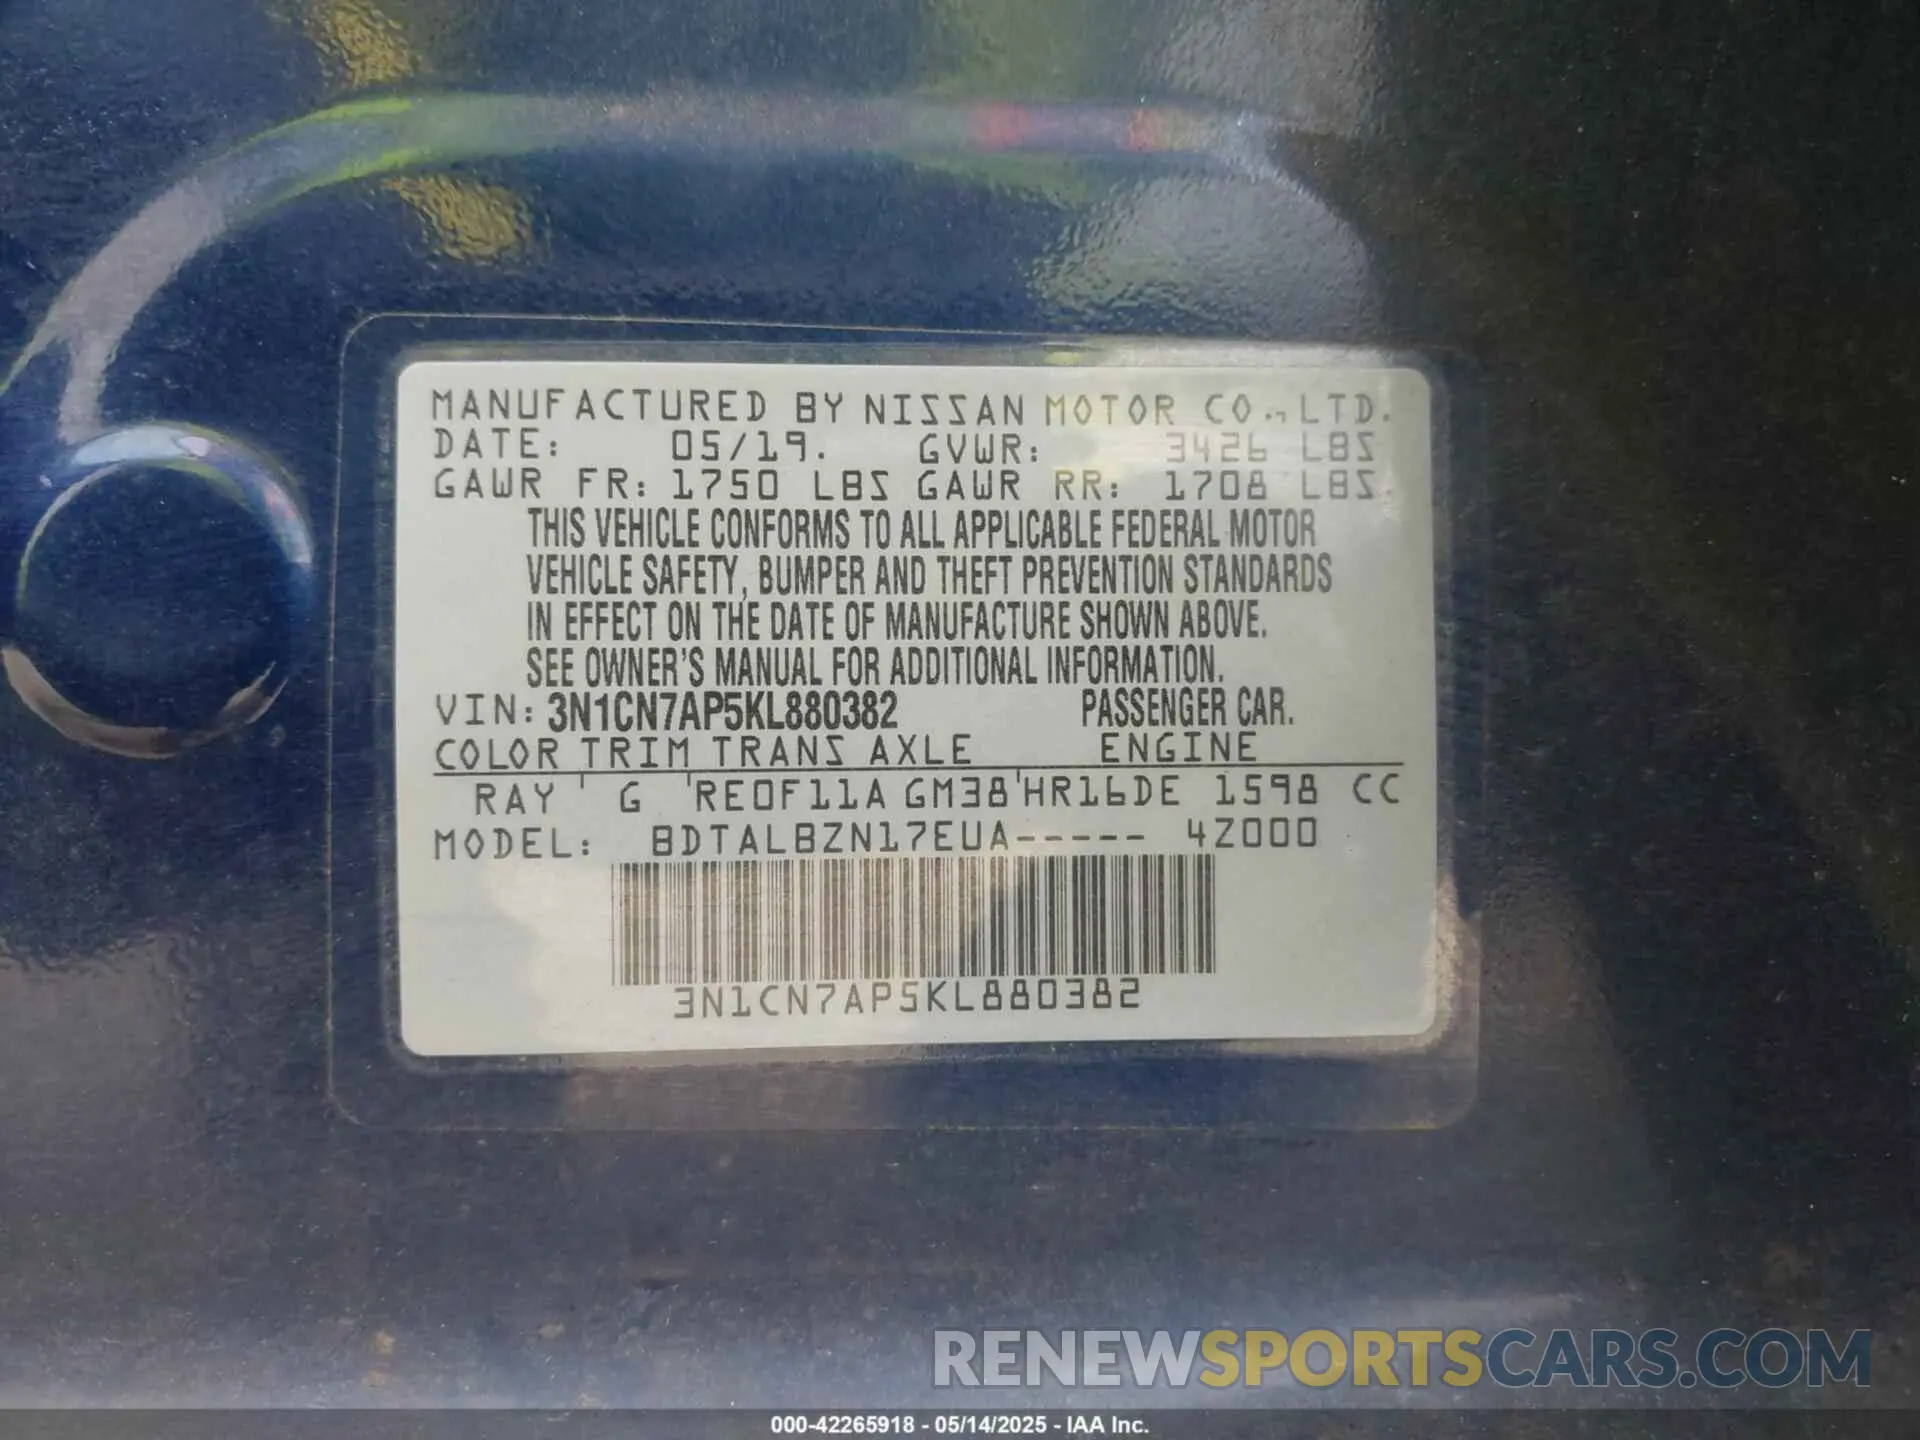 MANUFACTURED BY NISSAN MOTOR CO., LTD.
DATE: 05/19. GVWR: 3426 LBS
GAWR FR: 1750 LBS GAWR RR: 1708 LBS.
THIS VEHICLE CONFORMS TO ALL APPLICABLE FEDERAL MOTOR
VEHICLE SAFETY, BUMPER AND THEFT PREVENTION STANDARDS
IN EFFECT ON THE DATE OF MANUFACTURE SHOWN ABOVE.
SEE OWNER'S MANUAL FOR ADDITIONAL INFORMATION.
VIN: 3N1CN7AP5KL880382 PASSENGER CAR.
COLOR TRIM TRANS AXLE ENGINE
RAY ' G 'RE0F11A GM38'HR16DE 1598 CC
MODEL: BDTALBZN17EUA----- 4Z000
3N1CN7AP5KL880382
RENEWSPORTSCARS.COM
000-42265918 - 05/14/2025 - IAA Inc.